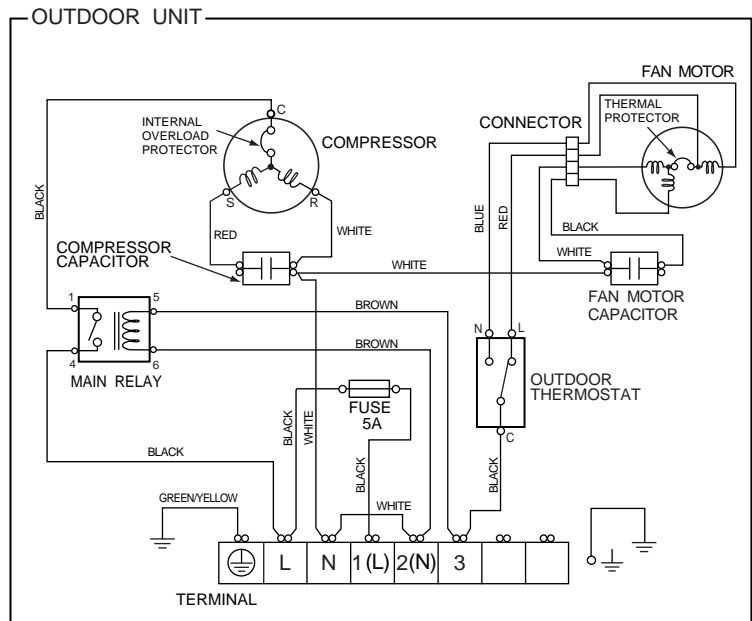 OUTDOOR UNIT
FAN MOTOR
THERMAL
PROTECTOR
CONNECTOR
C
INTERNAL
OVERLOAD
PROTECTOR
COMPRESSOR
S
R
BLACK
RED
WHITE
COMPRESSOR
CAPACITOR
WHITE
BLUE
RED
BLACK
WHITE
FAN MOTOR
CAPACITOR
1
5
4
6
MAIN RELAY
BROWN
BROWN
N
L
OUTDOOR
THERMOSTAT
C
FUSE
5A
BLACK
WHITE
BLACK
BLACK
BLACK
WHITE
GREEN/YELLOW
L
N
1 (L)
2(N)
3
TERMINAL